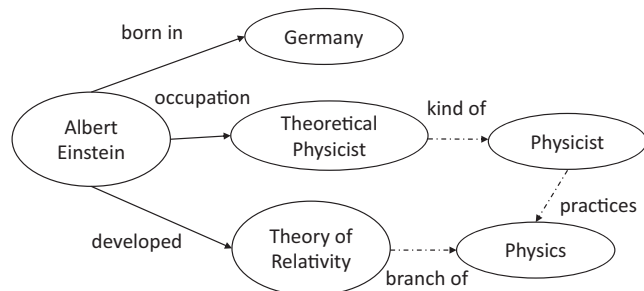 born in
Germany
occupation
kind of
Albert
Einstein
Theoretical
Physicist
Physicist
practices
developed
Theory of
Relativity
branch of
Physics